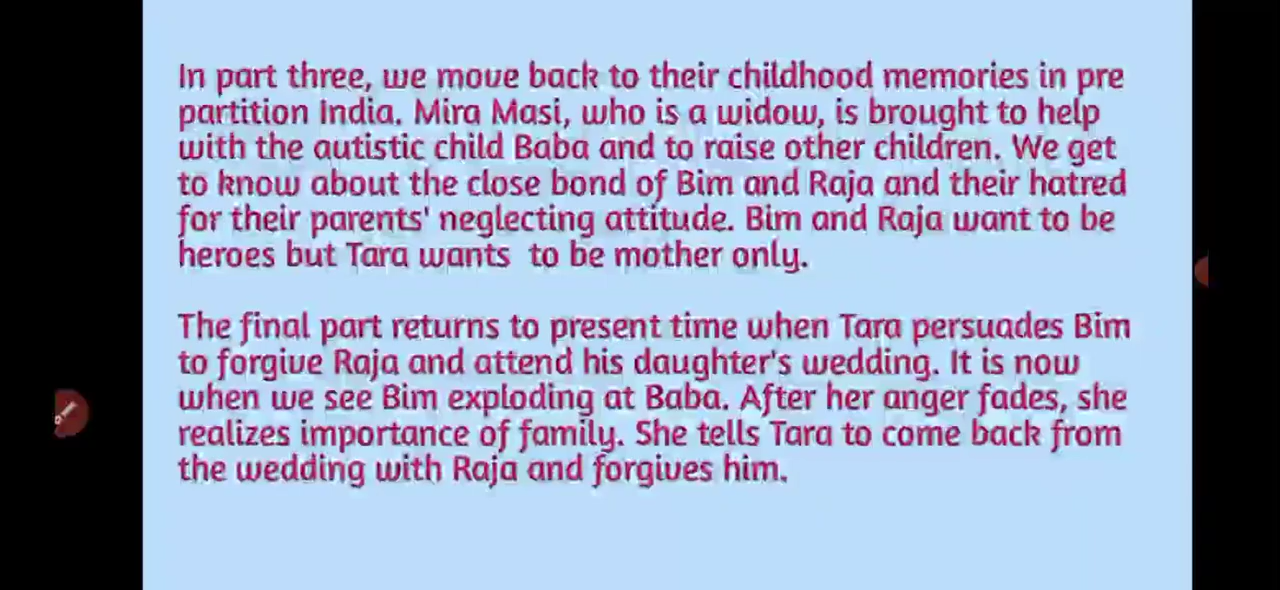 In part three, we move back to their childhood memories in pre
partition India. Mira Masi, who is a widow, is brought to help
with the autistic child Baba and to raise other children. We get
to know about the close bond of Bim and Raja and their hatred
for their parents' neglecting attitude. Bim and Raja want to be
heroes but Tara wants  to be mother only.
The final part returns to present time when Tara persuades Bim
to forgive Raja and attend his daughter's wedding. It is now
when we see Bim exploding at Baba. After her anger fades, she
realizes importance of family. She tells Tara to come back from
the wedding with Raja and forgives him.